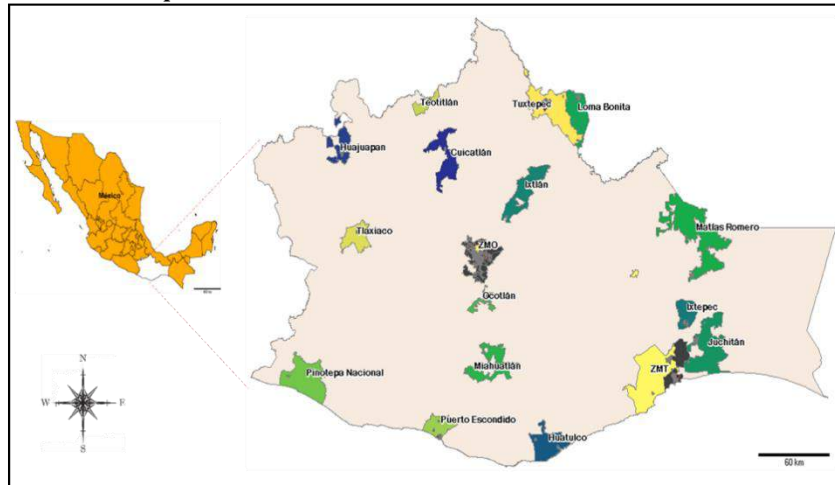 Teotitlán
Tuxtepec
Loma Bonita
Huajuapan
Cuicatlán
Ixtlán
México
Matías Romero
Tlaxiaco
ZMO
Ocotlán
Ixtepec
Juchitán
Miahuatlán
Pinotepa Nacional
ZMT
N
W
S
Puerto Escondido
Huatulco
60 km